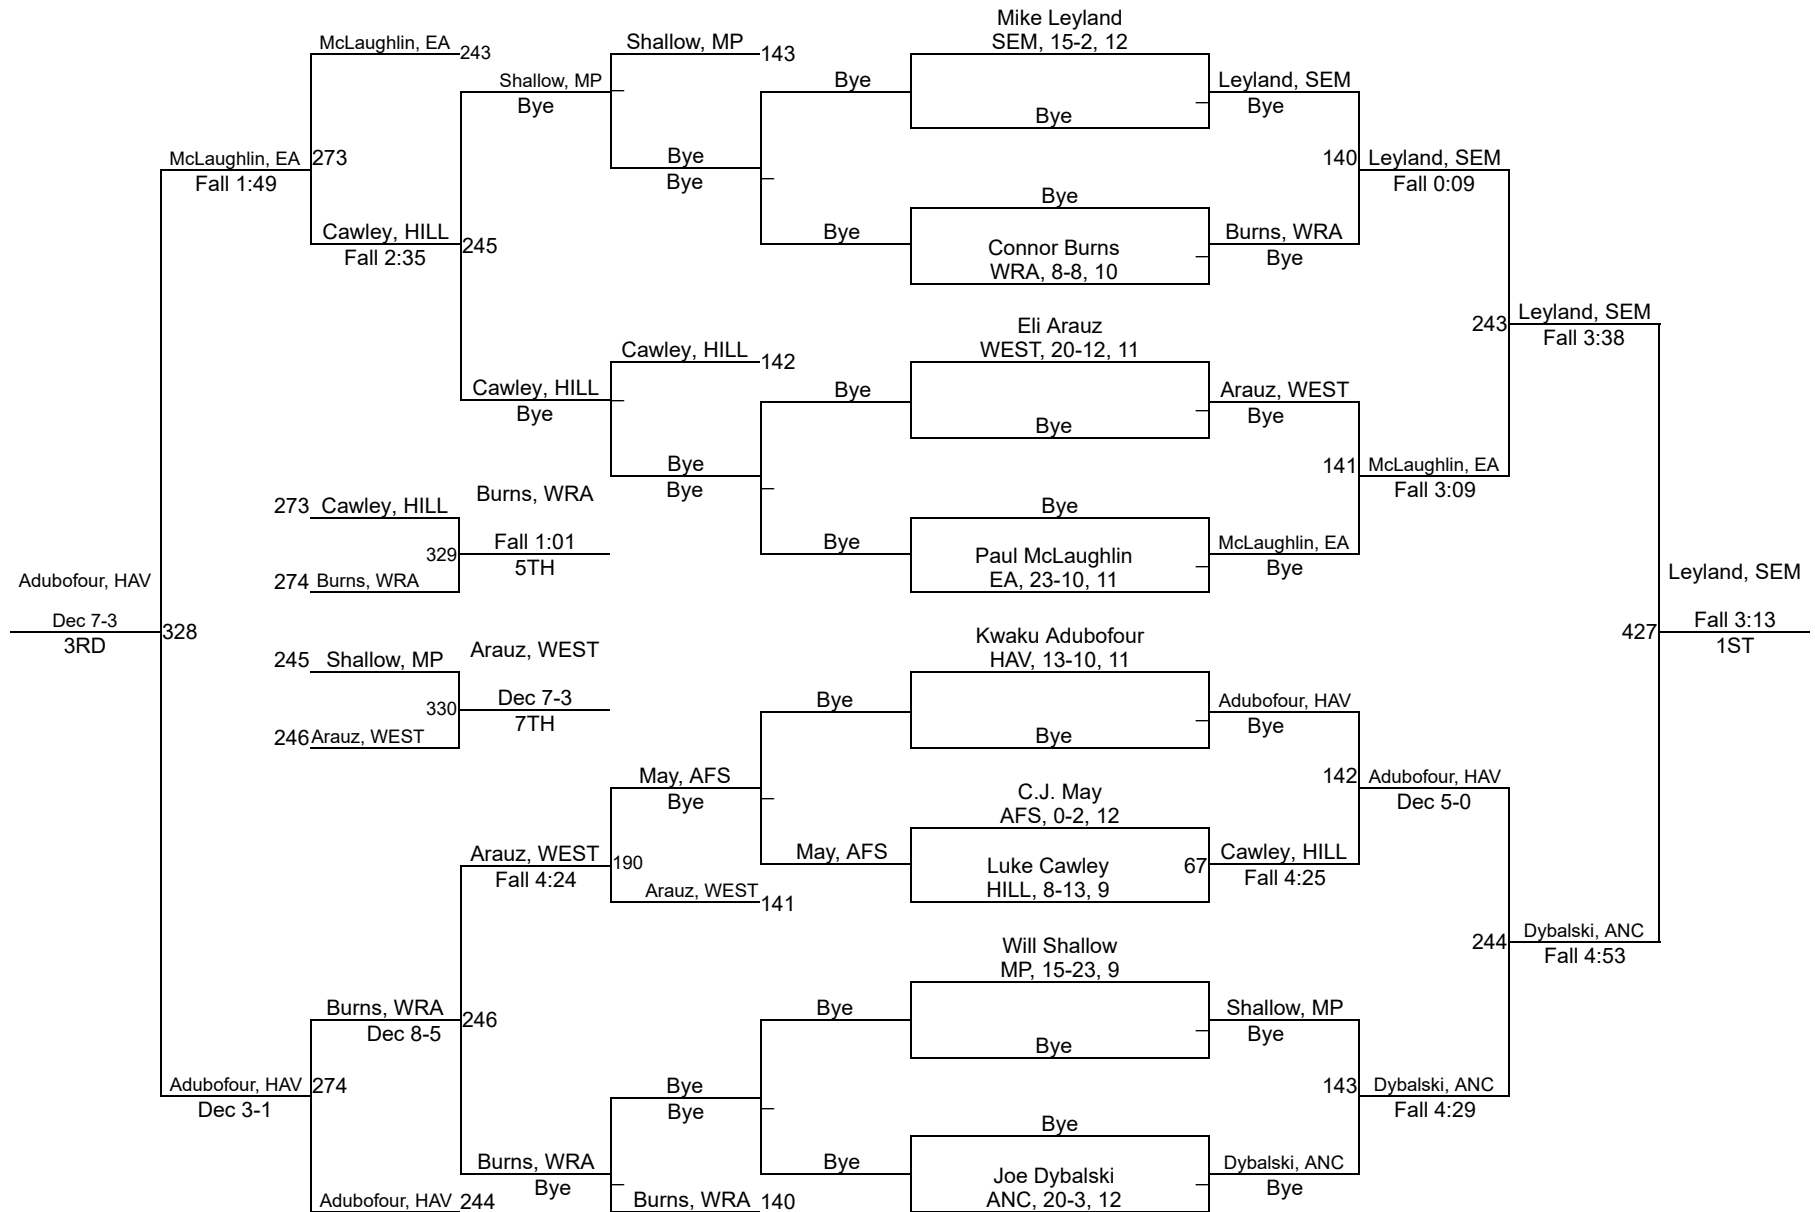 Mike Leyland
McLaughlin, EA 243
Shallow, MP 143
SEM, 15-2, 12
Shallow, MP
Bye
Bye
Leyland, SEM
Bye
Bye
McLaughlin, EA 273
Fall 1:49
Bye
Bye
140 Leyland, SEM
Fall 0:09
Bye
Cawley, HILL 245
Fall 2:35
Bye
Connor Burns
WRA, 8-8, 10
Burns, WRA
Bye
243 Leyland, SEM
Fall 3:38
Eli Arauz
WEST, 20-12, 11
Cawley, HILL 142
Cawley, HILL
Bye
Bye
Arauz, WEST
Bye
Bye
Bye
Bye
141 McLaughlin, EA
Fall 3:09
273 Cawley, HILL
Burns, WRA
329
Fall 1:01
5TH
274 Burns, WRA
Bye
Bye
Paul McLaughlin
EA, 23-10, 11
McLaughlin, EA
Bye
Adubofour, HAV
Dec 7-3
3RD
328
Leyland, SEM
427 Fall 3:13
1ST
245 Shallow, MP
Arauz, WEST
330
Dec 7-3
7TH
246 Arauz, WEST
Kwaku Adubofour
HAV, 13-10, 11
Bye
Adubofour, HAV
Bye
Bye
May, AFS
Bye
C.J. May
AFS, 0-2, 12
142 Adubofour, HAV
Dec 5-0
Arauz, WEST 190
Fall 4:24
May, AFS
Luke Cawley
HILL, 8-13, 9
67 Cawley, HILL
Fall 4:25
Arauz, WEST 141
244 Dybalski, ANC
Fall 4:53
Will Shallow
MP, 15-23, 9
Burns, WRA 246
Dec 8-5
Bye
Shallow, MP
Bye
Bye
Adubofour, HAV 274
Dec 3-1
Bye
Bye
143 Dybalski, ANC
Fall 4:29
Bye
Burns, WRA
Bye
Bye
Joe Dybalski
ANC, 20-3, 12
Dybalski, ANC
Bye
Adubofour, HAV 244
Burns, WRA 140